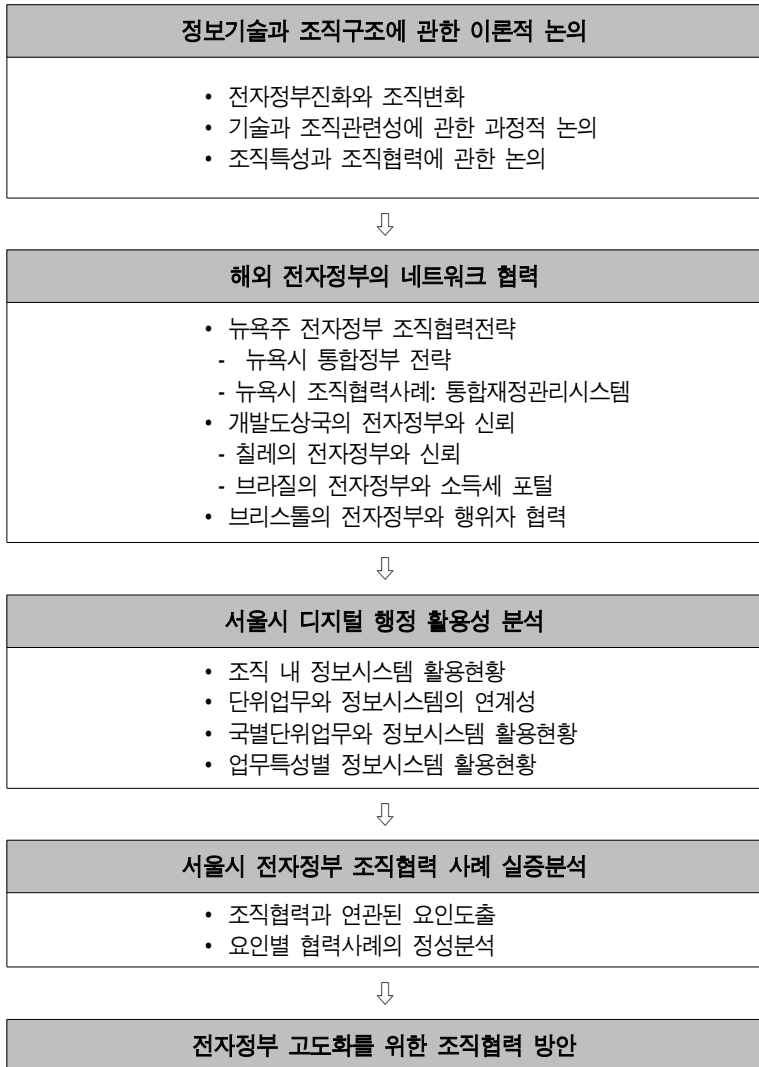 정보기술과 조직구조에 관한 이론적 논의
• 전자정부진화와 조직변화
• 기술과 조직관련성에 관한 과정적 논의
• 조직특성과 조직협력에 관한 논의
⇩
해외 전자정부의 네트워크 협력
• 뉴욕주 전자정부 조직협력전략
- 뉴욕시 통합정부 전략
- 뉴욕시 조직협력사례: 통합재정관리시스템
• 개발도상국의 전자정부와 신뢰
- 칠레의 전자정부와 신뢰
- 브라질의 전자정부와 소득세 포털
• 브리스톨의 전자정부와 행위자 협력
⇩
서울시 디지털 행정 활용성 분석
• 조직 내 정보시스템 활용현황
• 단위업무와 정보시스템의 연계성
• 국별단위업무와 정보시스템 활용현황
• 업무특성별 정보시스템 활용현황
⇩
서울시 전자정부 조직협력 사례 실증분석
• 조직협력과 연관된 요인도출
• 요인별 협력사례의 정성분석
⇩
전자정부 고도화를 위한 조직협력 방안